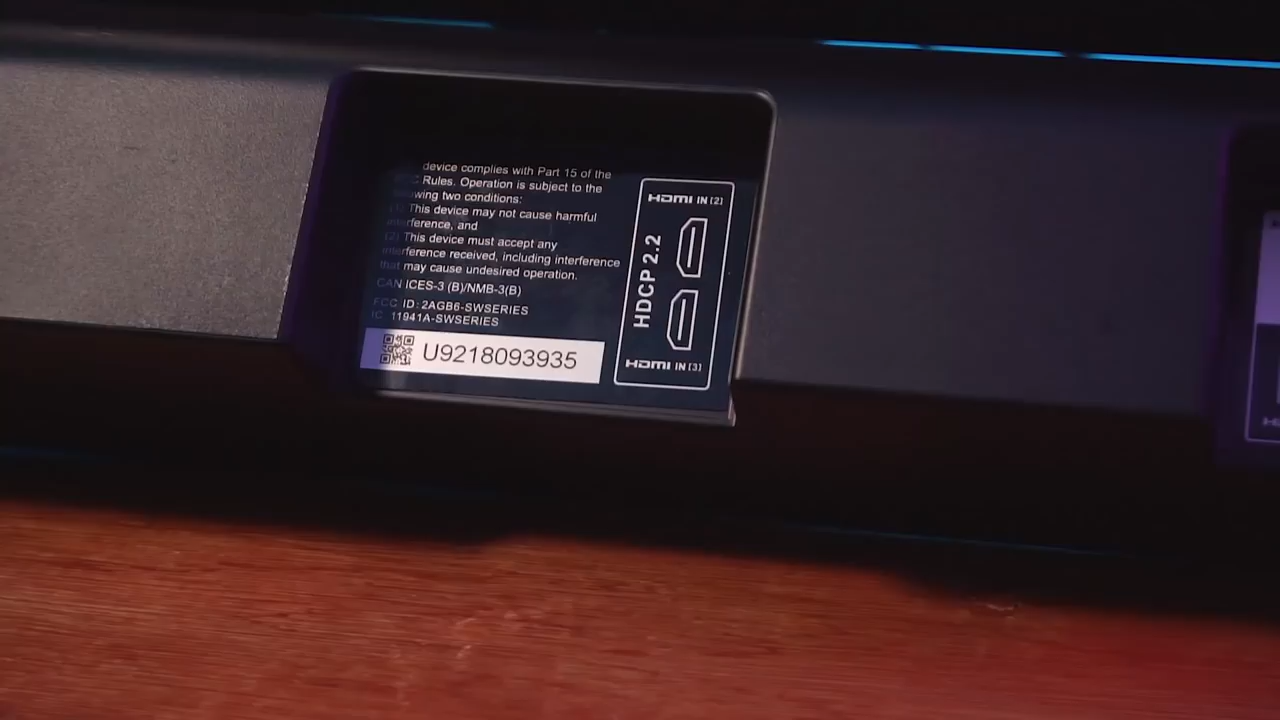 device complies with Part 15 of the
Rules. Operation is subject to the
wing two conditions:
(1) This device may not cause harmful
interference, and
(2) This device must accept any
interference received, including interference
that may cause undesired operation.
CAN ICES-3 (B)/NMB-3(B)
FCC ID: 2AGB6-SWSERIES
IC 11941A-SWSERIES
U9218093935
HDMI IN [2]
HDCP 2.2
HDMI IN [3]